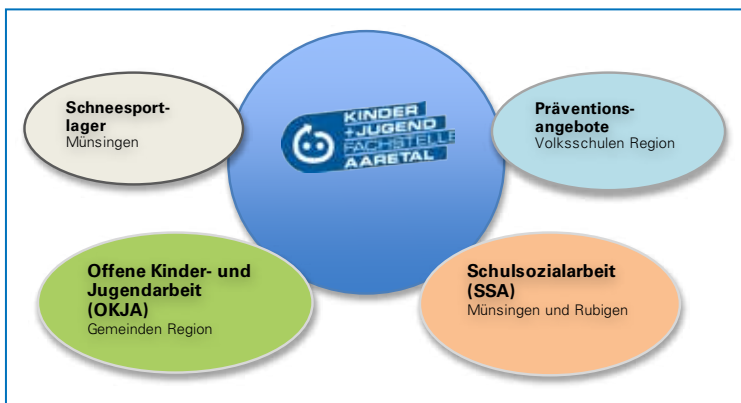 Schneesport-
lager
Münsingen
KINDER
+JUGEND
FACHSTELLE
AARETAL
Präventions-
angebote
Volksschulen Region
Offene Kinder- und
Jugendarbeit
(OKJA)
Gemeinden Region
Schulsozialarbeit
(SSA)
Münsingen und Rubigen